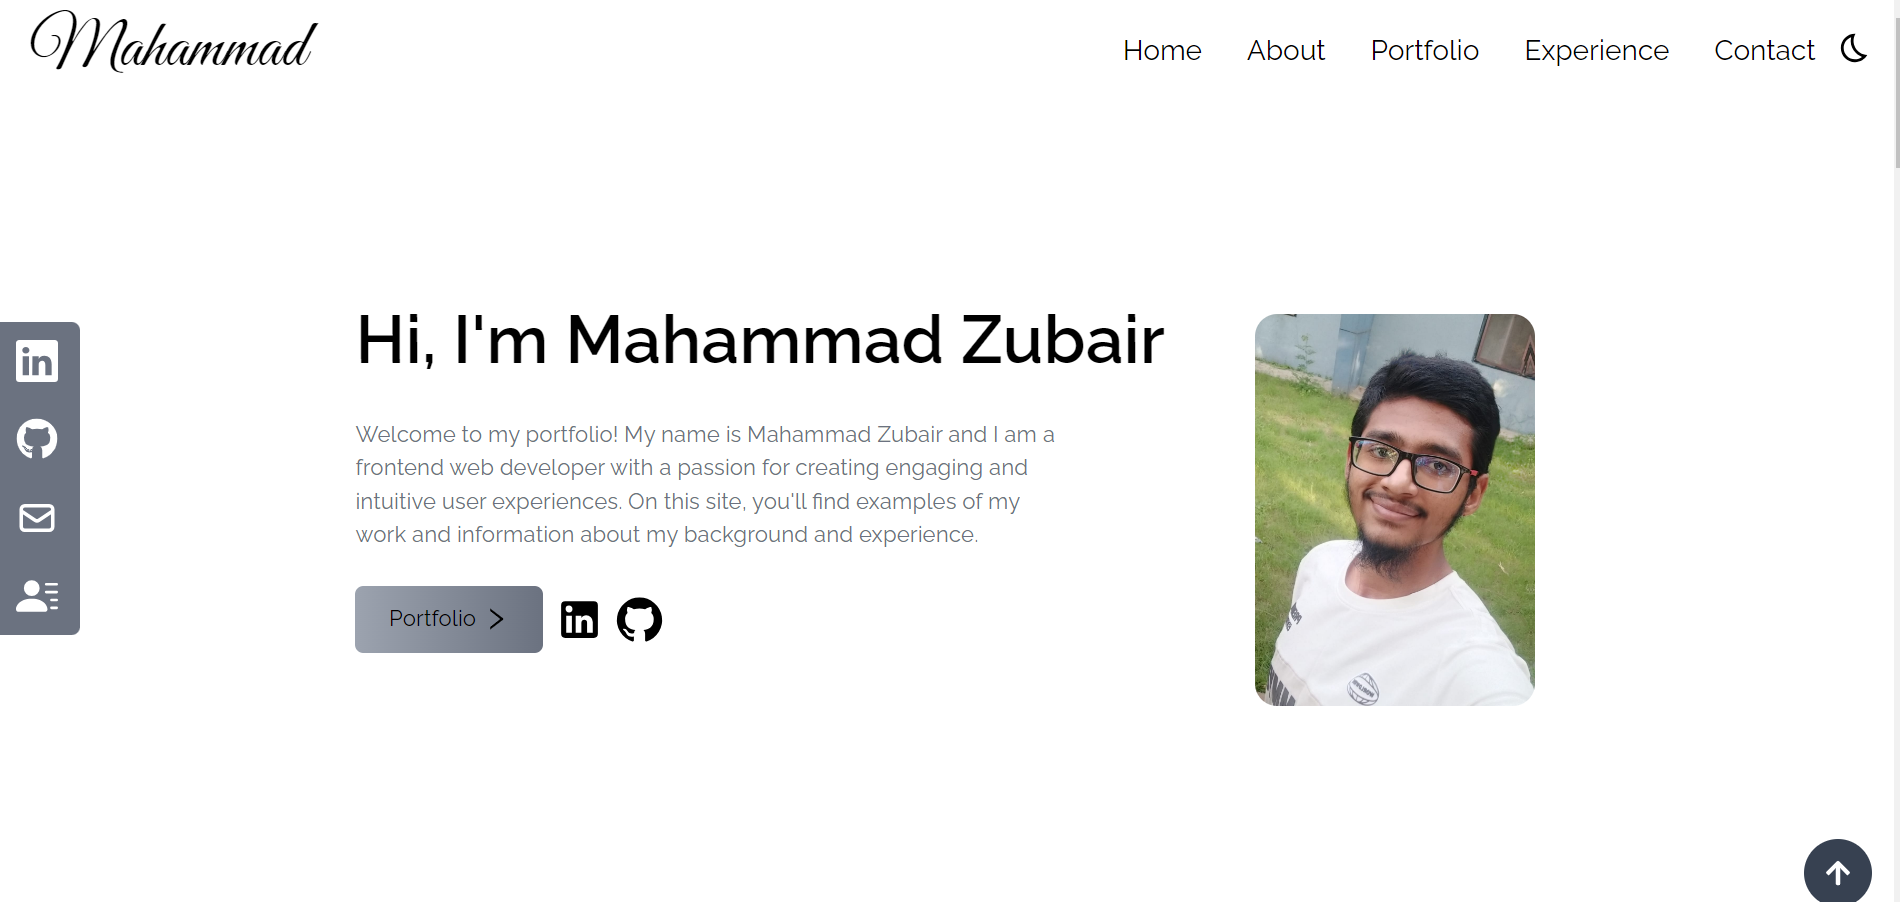 Mahammad
Home About Portfolio Experience Contact
Hi, I'm Mahammad Zubair
Welcome to my portfolio! My name is Mahammad Zubair and I am a
frontend web developer with a passion for creating engaging and
intuitive user experiences. On this site, you'll find examples of my
work and information about my background and experience.
Portfolio